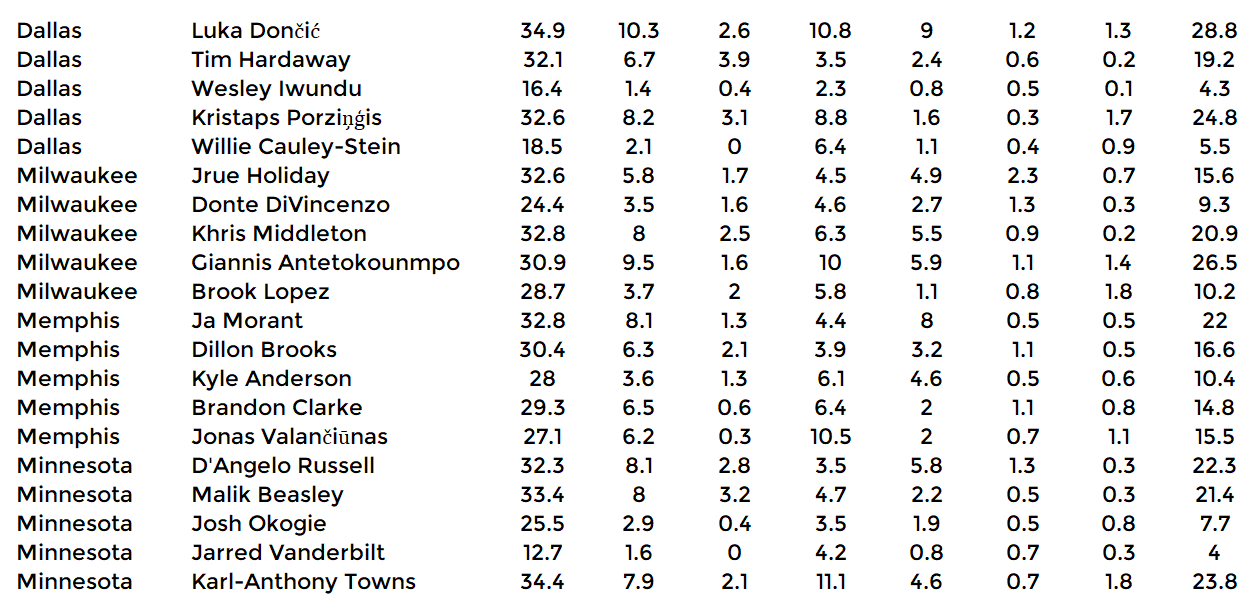 Dallas Luka Dončić 34.9 10.3 2.6 10.8 9 1.2 1.3 28.8
Dallas Tim Hardaway 32.1 6.7 3.9 3.5 2.4 0.6 0.2 19.2
Dallas Wesley Iwundu 16.4 1.4 0.4 2.3 0.8 0.5 0.1 4.3
Dallas Kristaps Porziņģis 32.6 8.2 3.1 8.8 1.6 0.3 1.7 24.8
Dallas Willie Cauley-Stein 18.5 2.1 0 6.4 1.1 0.4 0.9 5.5
Milwaukee Jrue Holiday 32.6 5.8 1.7 4.5 4.9 2.3 0.7 15.6
Milwaukee Donte DiVincenzo 24.4 3.5 1.6 4.6 2.7 1.3 0.3 9.3
Milwaukee Khris Middleton 32.8 8 2.5 6.3 5.5 0.9 0.2 20.9
Milwaukee Giannis Antetokounmpo 30.9 9.5 1.6 10 5.9 1.1 1.4 26.5
Milwaukee Brook Lopez 28.7 3.7 2 5.8 1.1 0.8 1.8 10.2
Memphis Ja Morant 32.8 8.1 1.3 4.4 8 0.5 0.5 22
Memphis Dillon Brooks 30.4 6.3 2.1 3.9 3.2 1.1 0.5 16.6
Memphis Kyle Anderson 28 3.6 1.3 6.1 4.6 0.5 0.6 10.4
Memphis Brandon Clarke 29.3 6.5 0.6 6.4 2 1.1 0.8 14.8
Memphis Jonas Valančiūnas 27.1 6.2 0.3 10.5 2 0.7 1.1 15.5
Minnesota D'Angelo Russell 32.3 8.1 2.8 3.5 5.8 1.3 0.3 22.3
Minnesota Malik Beasley 33.4 8 3.2 4.7 2.2 0.5 0.3 21.4
Minnesota Josh Okogie 25.5 2.9 0.4 3.5 1.9 0.5 0.8 7.7
Minnesota Jarred Vanderbilt 12.7 1.6 0 4.2 0.8 0.7 0.3 4
Minnesota Karl-Anthony Towns 34.4 7.9 2.1 11.1 4.6 0.7 1.8 23.8